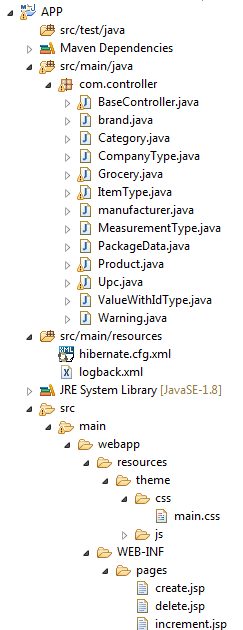 APP
src/test/java
Maven Dependencies
src/main/java
com.controller
BaseController.java
brand.java
Category.java
CompanyType.java
Grocery.java
ItemType.java
manufacturer.java
MeasurementType.java
PackageData.java
Product.java
Upc.java
ValueWithIdType.java
Warning.java
src/main/resources
hibernate.cfg.xml
logback.xml
JRE System Library [JavaSE-1.8]
src
main
webapp
resources
theme
css
main.css
js
WEB-INF
pages
create.jsp
delete.jsp
increment.jsp